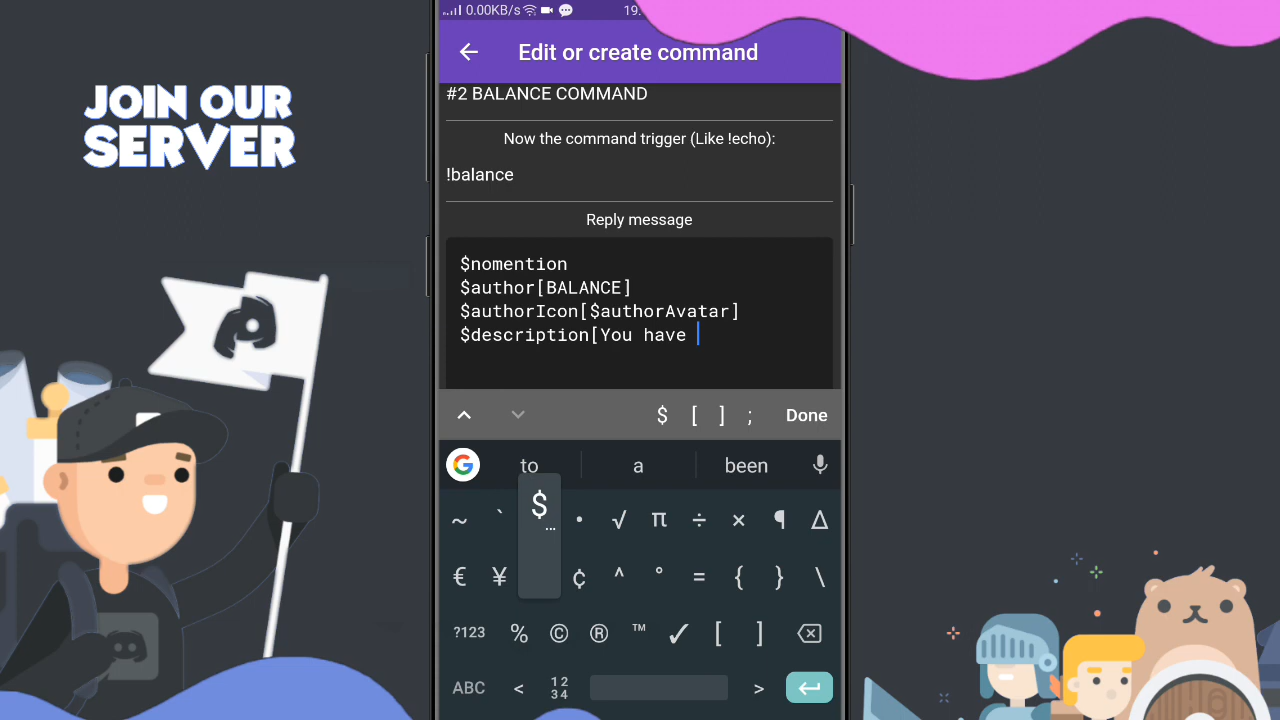 JOIN OUR
SERVER
0.00KB/s 19.
Edit or create command
#2 BALANCE COMMAND
Now the command trigger (Like !echo):
!balance
Reply message
$nomention
$author[BALANCE]
$authorIcon[$authorAvatar]
$description[You have
$ [ ] ; Done
G to a been
$
...
~ ` • √ π ÷ × ¶ Δ
€ ¥ ¢ ^ ° = { } \
?123 % © ® ™ ✓ [ ]
ABC < 12 >
34